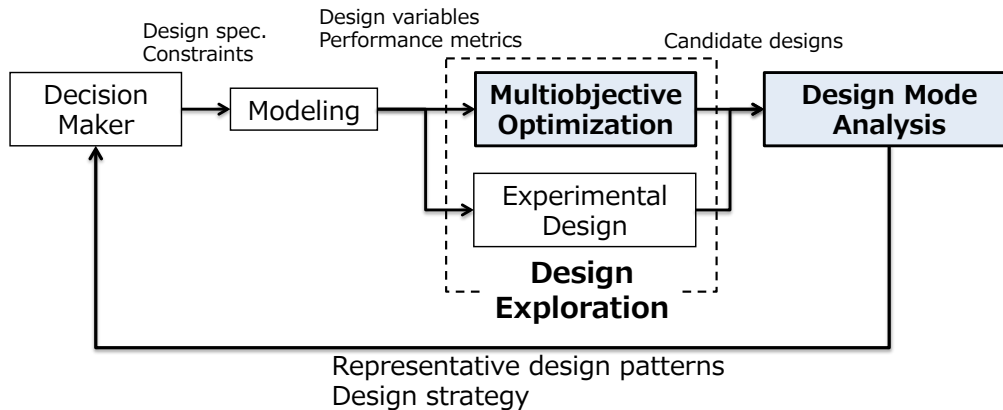 Design spec.
Constraints
Design variables
Performance metrics
Candidate designs
Decision
Maker
Modeling
Multiobjective
Optimization
Design Mode
Analysis
Experimental
Design
Design
Exploration
Representative design patterns
Design strategy